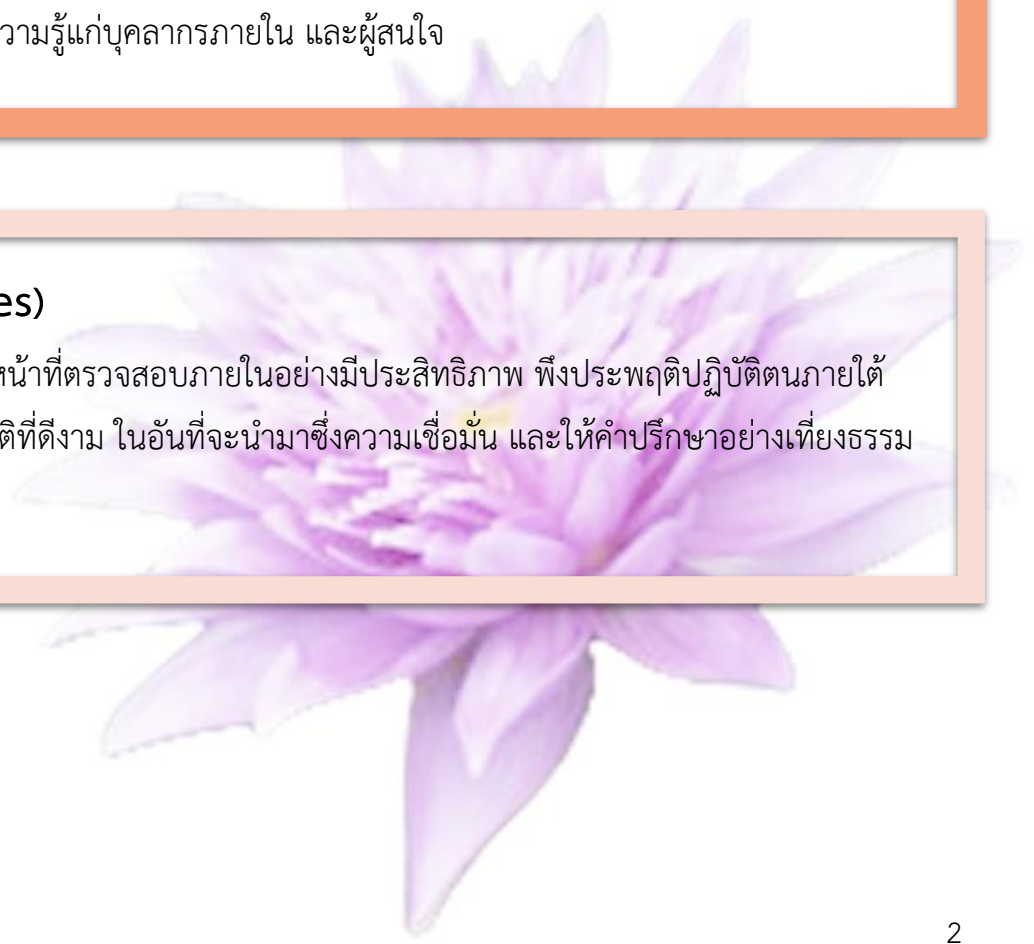 วามรู้แก่บุคลากรภายใน และผู้สนใจ
es)
หน้าที่ตรวจสอบภายในอย่างมีประสิทธิภาพ พึงประพฤติปฏิบัติตนภายใต้
ติที่ดีงาม ในอันที่จะนำมาซึ่งความเชื่อมั่น และให้คำปรึกษาอย่างเที่ยงธรรม
2